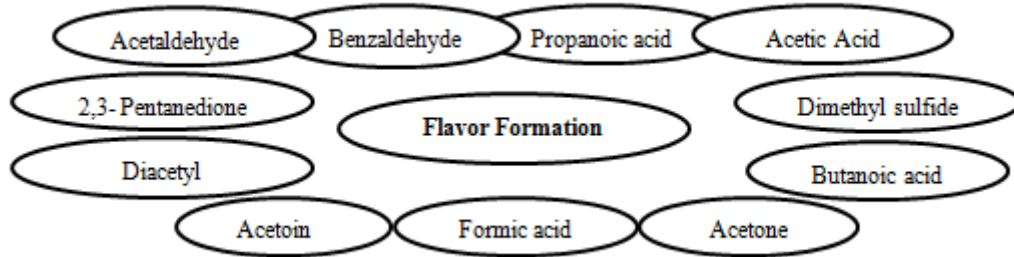 Acetaldehyde
Benzaldehyde
Propanoic acid
Acetic Acid
2,3- Pentanedione
Flavor Formation
Dimethyl sulfide
Diacetyl
Butanoic acid
Acetoin
Formic acid
Acetone